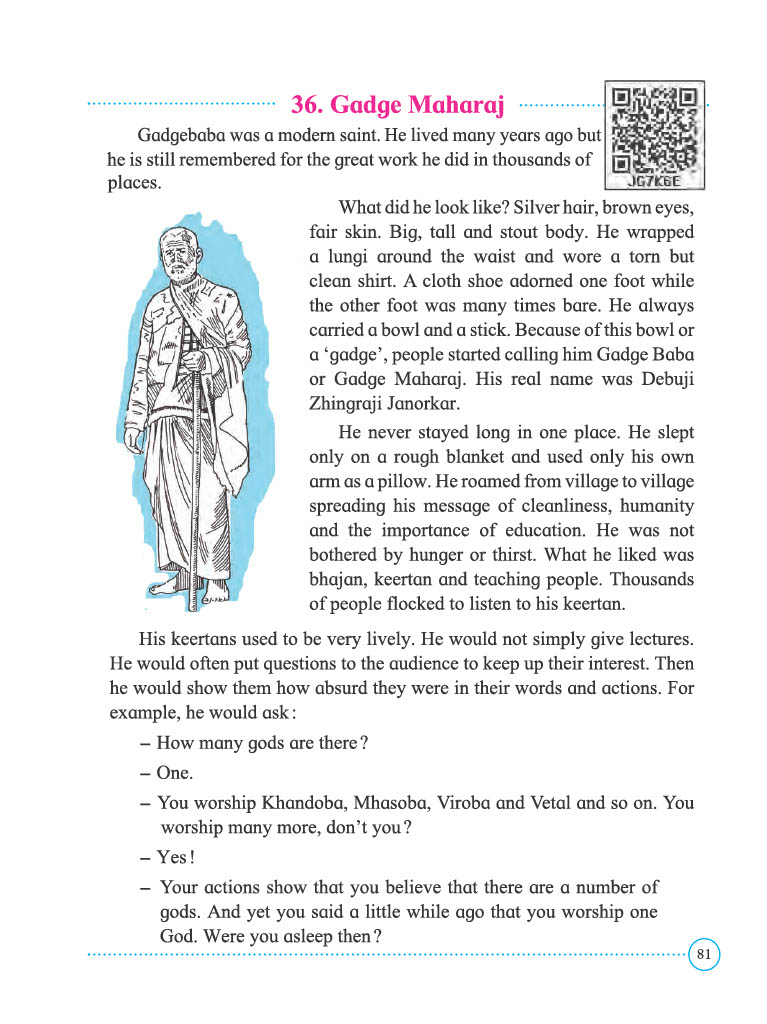 36. Gadge Maharaj
JG7K6E
Gadgebaba was a modern saint. He lived many years ago but
he is still remembered for the great work he did in thousands of
places.
What did he look like? Silver hair, brown eyes,
fair skin. Big, tall and stout body. He wrapped
a lungi around the waist and wore a torn but
clean shirt. A cloth shoe adorned one foot while
the other foot was many times bare. He always
carried a bowl and a stick. Because of this bowl or
a ‘gadge’, people started calling him Gadge Baba
or Gadge Maharaj. His real name was Debuji
Zhingraji Janorkar.
He never stayed long in one place. He slept
only on a rough blanket and used only his own
arm as a pillow. He roamed from village to village
spreading his message of cleanliness, humanity
and the importance of education. He was not
bothered by hunger or thirst. What he liked was
bhajan, keertan and teaching people. Thousands
of people flocked to listen to his keertan.
His keertans used to be very lively. He would not simply give lectures.
He would often put questions to the audience to keep up their interest. Then
he would show them how absurd they were in their words and actions. For
example, he would ask :
– How many gods are there ?
– One.
– You worship Khandoba, Mhasoba, Viroba and Vetal and so on. You
worship many more, don’t you ?
– Yes !
– Your actions show that you believe that there are a number of
gods. And yet you said a little while ago that you worship one
God. Were you asleep then ?
81